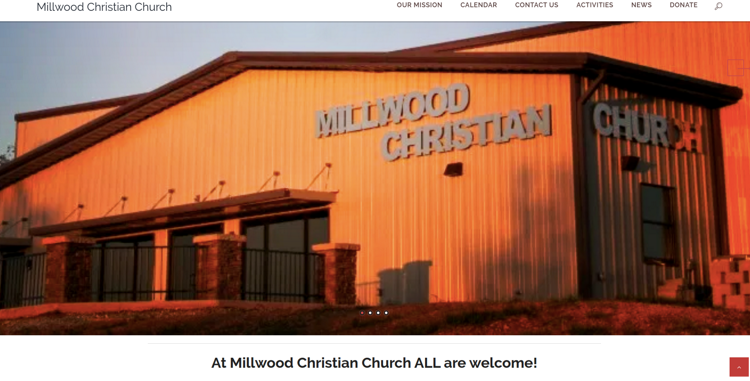 Millwood Christian Church
OUR MISSION CALENDAR CONTACT US ACTIVITIES NEWS DONATE
MILLWOOD
CHRISTIAN
CHURCH
At Millwood Christian Church ALL are welcome!